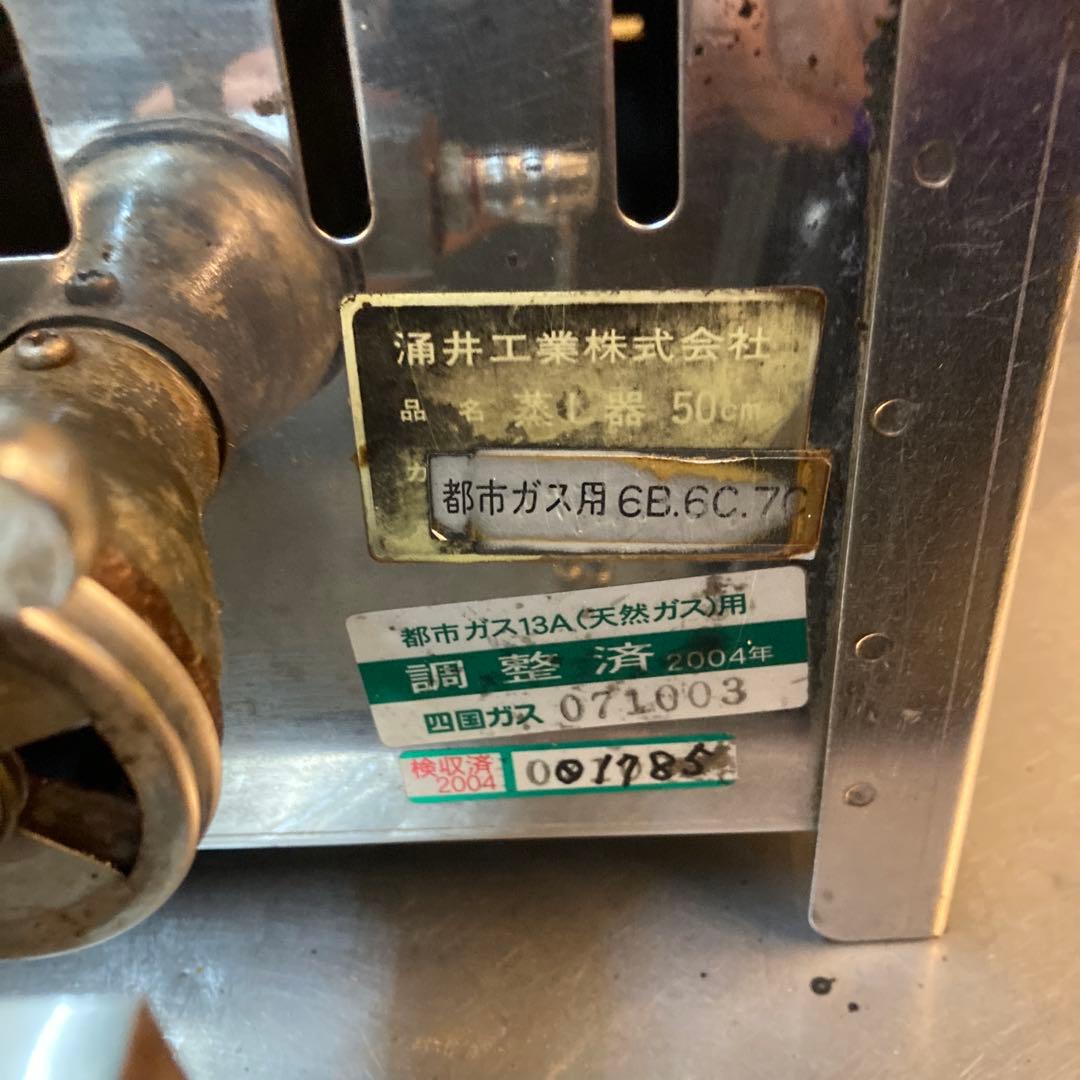 涌井工業株式会社
品名 蒸し器 50cm
ガ
都市ガス用 6B.6C.7C
都市ガス13A(天然ガス)用
調整済 2004年
四国ガス 071003
検収済
2004
001785